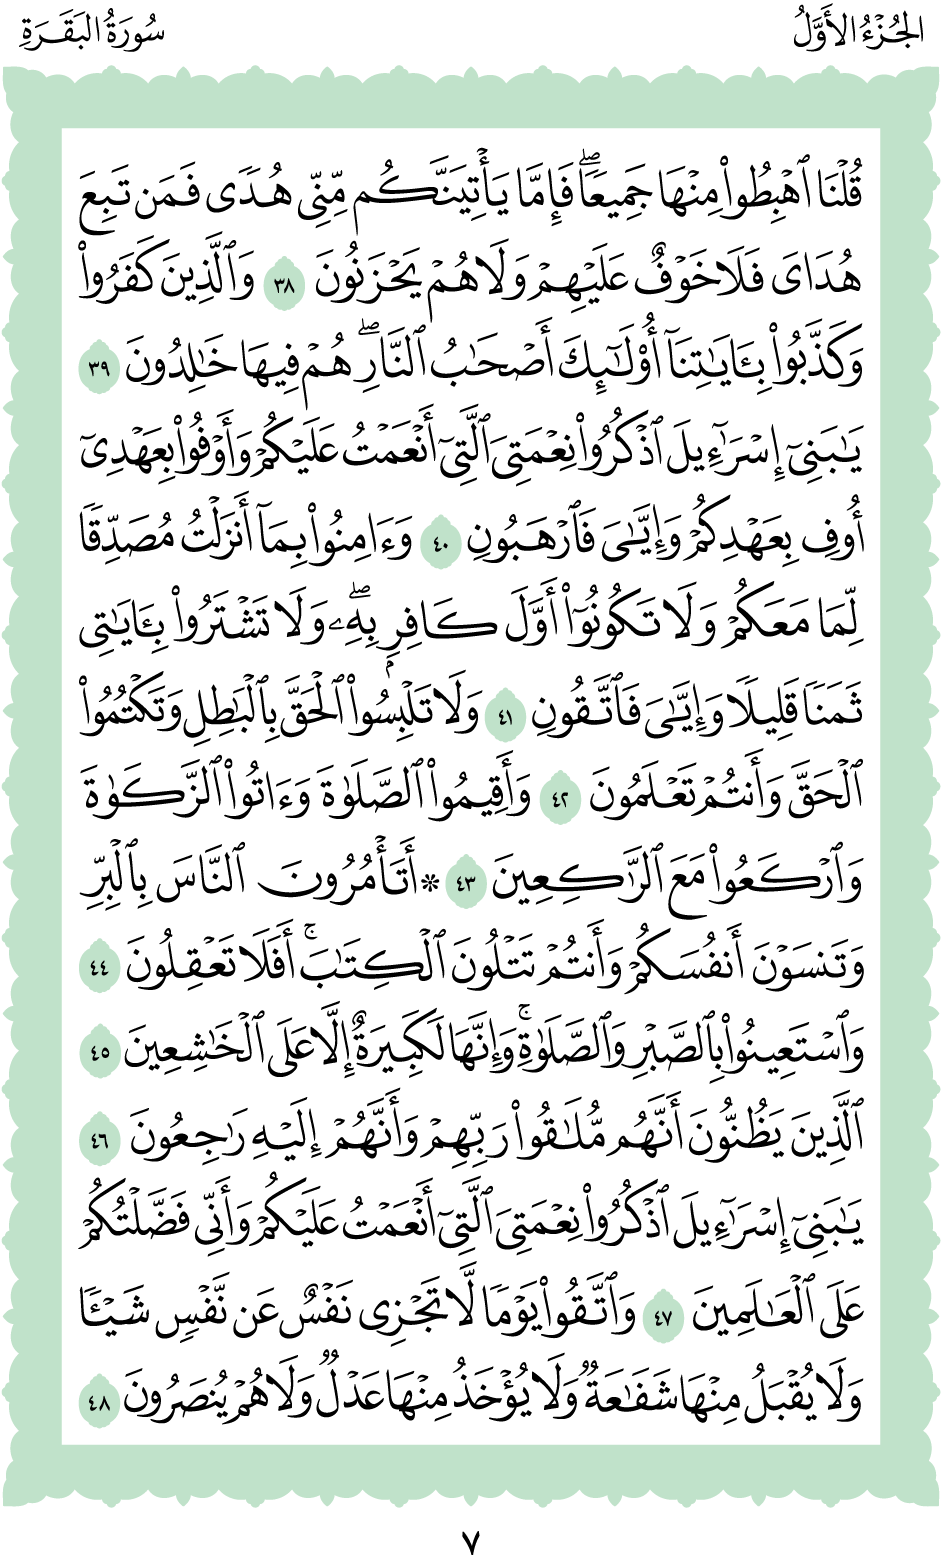 الجُزْءُ الأَوَّلُ
سُورَةُ البَقَرَةِ
قُلْنَا ٱهْبِطُوا۟ مِنْهَا جَمِيعًۭا ۖ فَإِمَّا يَأْتِيَنَّكُم مِّنِّى هُدًۭى فَمَن تَبِعَ
هُدَاىَ فَلَا خَوْفٌ عَلَيْهِمْ وَلَا هُمْ يَحْزَنُونَ ٣٨ وَٱلَّذِينَ كَفَرُوا۟
وَكَذَّبُوا۟ بِـَٔايَـٰتِنَآ أُو۟لَـٰٓئِكَ أَصْحَـٰبُ ٱلنَّارِ ۖ هُمْ فِيهَا خَـٰلِدُونَ ٣٩
يَـٰبَنِىٓ إِسْرَٰٓءِيلَ ٱذْكُرُوا۟ نِعْمَتِىَ ٱلَّتِىٓ أَنْعَمْتُ عَلَيْكُمْ وَأَوْفُوا۟ بِعَهْدِىٓ
أُوفِ بِعَهْدِكُمْ وَإِيَّـٰىَ فَٱرْهَبُونِ ٤٠ وَءَامِنُوا۟ بِمَآ أَنزَلْتُ مُصَدِّقًۭا
لِّمَا مَعَكُمْ وَلَا تَكُونُوٓا۟ أَوَّلَ كَافِرٍۭ بِهِۦ ۖ وَلَا تَشْتَرُوا۟ بِـَٔايَـٰتِى
ثَمَنًۭا قَلِيلًۭا وَإِيَّـٰىَ فَٱتَّقُونِ ٤١ وَلَا تَلْبِسُوا۟ ٱلْحَقَّ بِٱلْبَـٰطِلِ وَتَكْتُمُوا۟
ٱلْحَقَّ وَأَنتُمْ تَعْلَمُونَ ٤٢ وَأَقِيمُوا۟ ٱلصَّلَوٰةَ وَءَاتُوا۟ ٱلزَّكَوٰةَ
وَٱرْكَعُوا۟ مَعَ ٱلرَّٰكِعِينَ ٤٣ * أَتَأْمُرُونَ ٱلنَّاسَ بِٱلْبِرِّ
وَتَنسَوْنَ أَنفُسَكُمْ وَأَنتُمْ تَتْلُونَ ٱلْكِتَـٰبَ ۚ أَفَلَا تَعْقِلُونَ ٤٤
وَٱسْتَعِينُوا۟ بِٱلصَّبْرِ وَٱلصَّلَوٰةِ ۚ وَإِنَّهَا لَكَبِيرَةٌ إِلَّا عَلَى ٱلْخَـٰشِعِينَ ٤٥
ٱلَّذِينَ يَظُنُّونَ أَنَّهُم مُّلَـٰقُوا۟ رَبِّهِمْ وَأَنَّهُمْ إِلَيْهِ رَٰجِعُونَ ٤٦
يَـٰبَنِىٓ إِسْرَٰٓءِيلَ ٱذْكُرُوا۟ نِعْمَتِىَ ٱلَّتِىٓ أَنْعَمْتُ عَلَيْكُمْ وَأَنِّى فَضَّلْتُكُمْ
عَلَى ٱلْعَـٰلَمِينَ ٤٧ وَٱتَّقُوا۟ يَوْمًۭا لَّا تَجْزِى نَفْسٌ عَن نَّفْسٍۢ شَيْـًۭٔا
وَلَا يُقْبَلُ مِنْهَا شَفَـٰعَةٌۭ وَلَا يُؤْخَذُ مِنْهَا عَدْلٌۭ وَلَا هُمْ يُنصَرُونَ ٤٨
٧